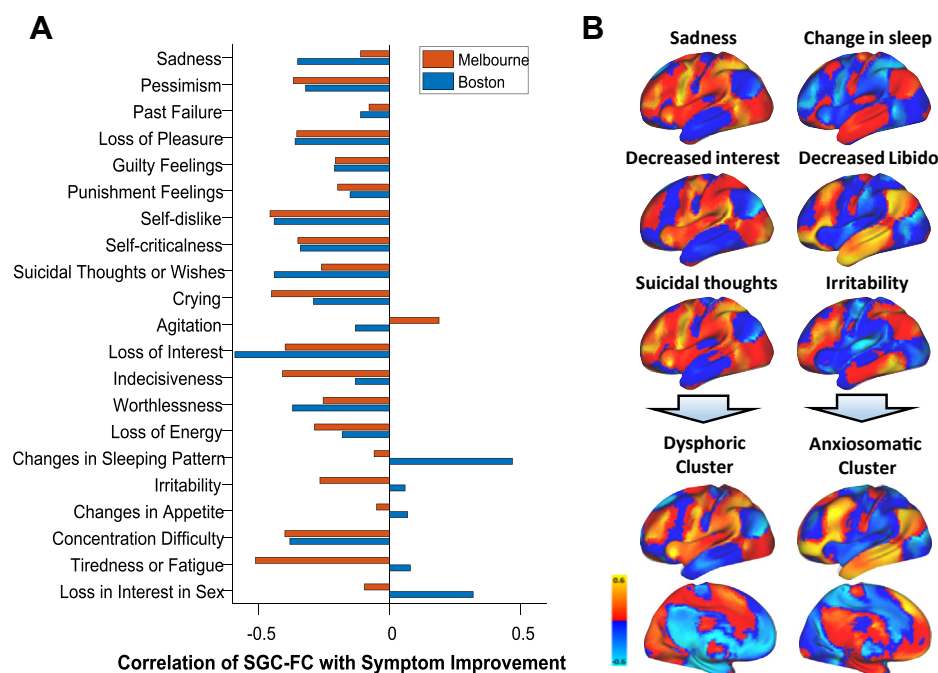 A
Melbourne
Boston
Sadness
Pessimism
Past Failure
Loss of Pleasure
Guilty Feelings
Punishment Feelings
Self-dislike
Self-criticalness
Suicidal Thoughts or Wishes
Crying
Agitation
Loss of Interest
Indecisiveness
Worthlessness
Loss of Energy
Changes in Sleeping Pattern
Irritability
Changes in Appetite
Concentration Difficulty
Tiredness or Fatigue
Loss in Interest in Sex
-0.5 0 0.5
Correlation of SGC-FC with Symptom Improvement
B
Sadness Change in sleep
Decreased interest Decreased Libido
Suicidal thoughts Irritability
Dysphoric Anxiosomatic
Cluster Cluster
0.6
-0.6